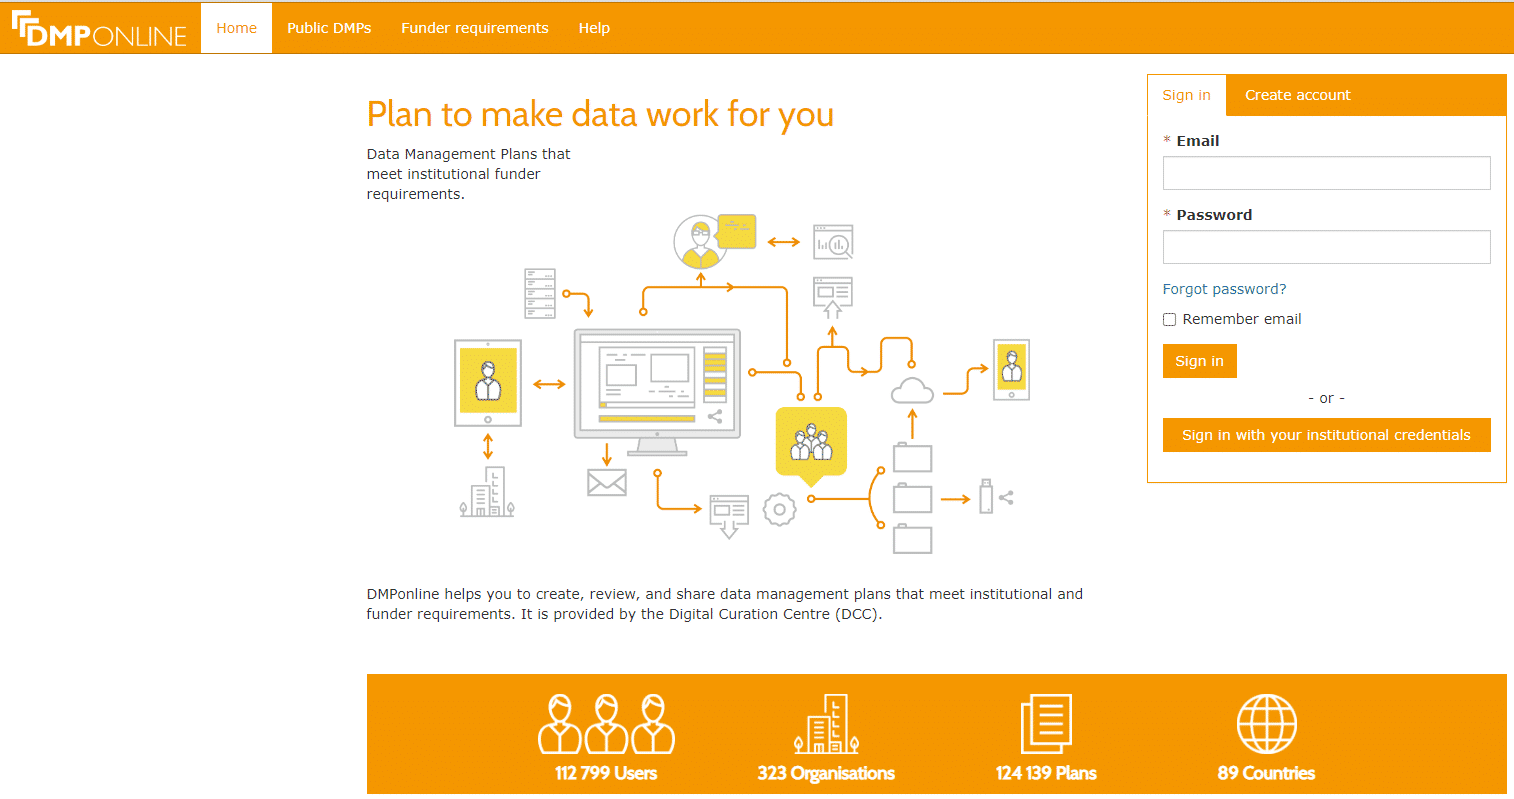 DMPONLINE
Home
Public DMPs
Funder requirements
Help
Plan to make data work for you
Data Management Plans that
meet institutional funder
requirements.
Sign in
Create account
* Email
* Password
Forgot password?
Remember email
Sign in
- or -
Sign in with your institutional credentials
DMPonline helps you to create, review, and share data management plans that meet institutional and
funder requirements. It is provided by the Digital Curation Centre (DCC).
112 799 Users
323 Organisations
124 139 Plans
89 Countries